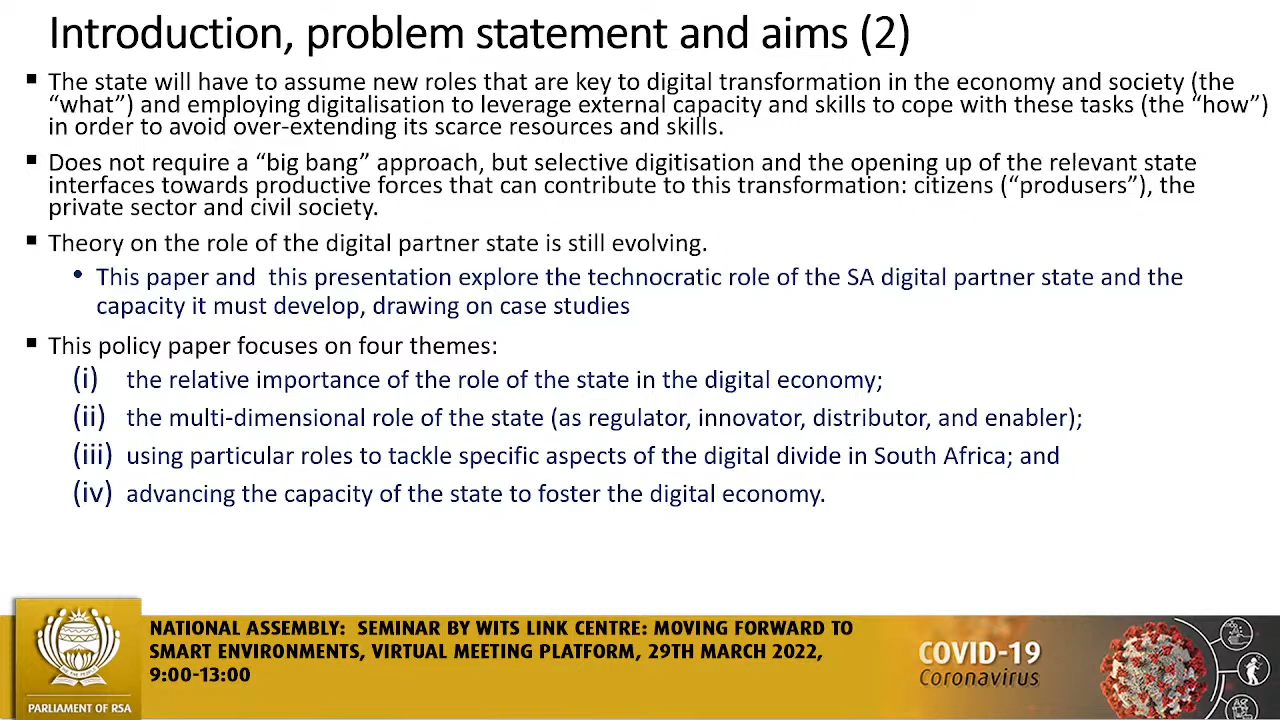 Introduction, problem statement and aims (2)
▪ The state will have to assume new roles that are key to digital transformation in the economy and society (the
“what”) and employing digitalisation to leverage external capacity and skills to cope with these tasks (the “how”)
in order to avoid over-extending its scarce resources and skills.
▪ Does not require a “big bang” approach, but selective digitisation and the opening up of the relevant state
interfaces towards productive forces that can contribute to this transformation: citizens (“produsers”), the
private sector and civil society.
▪ Theory on the role of the digital partner state is still evolving.
• This paper and  this presentation explore the technocratic role of the SA digital partner state and the
capacity it must develop, drawing on case studies
▪ This policy paper focuses on four themes:
(i) the relative importance of the role of the state in the digital economy;
(ii) the multi-dimensional role of the state (as regulator, innovator, distributor, and enabler);
(iii) using particular roles to tackle specific aspects of the digital divide in South Africa; and
(iv) advancing the capacity of the state to foster the digital economy.
NATIONAL ASSEMBLY:  SEMINAR BY WITS LINK CENTRE: MOVING FORWARD TO
SMART ENVIRONMENTS, VIRTUAL MEETING PLATFORM, 29TH MARCH 2022,
9:00-13:00
PARLIAMENT OF RSA
COVID-19
Coronavirus